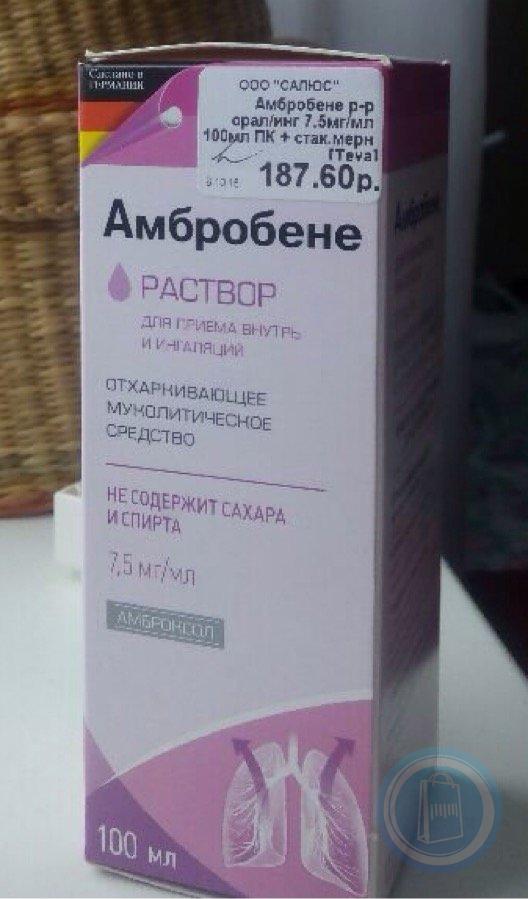 Сделано в
ГЕРМАНИИ
ООО "САЛЮС"
Амбробене р-р
орал/инг 7.5мг/мл
100мл ПК + стак.мерн
[Teva]
187.60р.
Амбробене
РАСТВОР
ДЛЯ ПРИЕМА ВНУТРЬ
И ИНГАЛЯЦИЙ
ОТХАРКИВАЮЩЕЕ
МУКОЛИТИЧЕСКОЕ
СРЕДСТВО
НЕ СОДЕРЖИТ САХАРА
И СПИРТА
7,5 мг/мл
АМБРОКСОЛ
100 мл
Амбробене